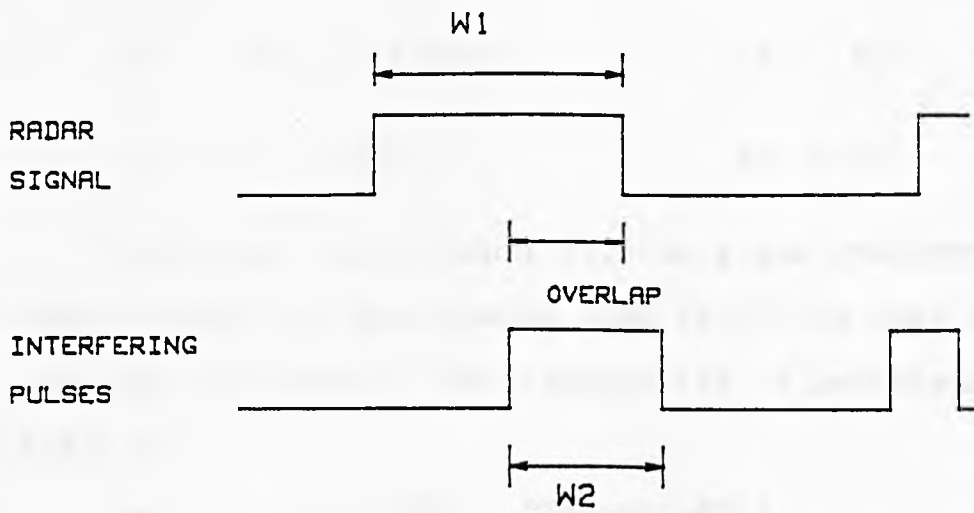 W1
RADAR
SIGNAL
OVERLAP
INTERFERING
PULSES
W2